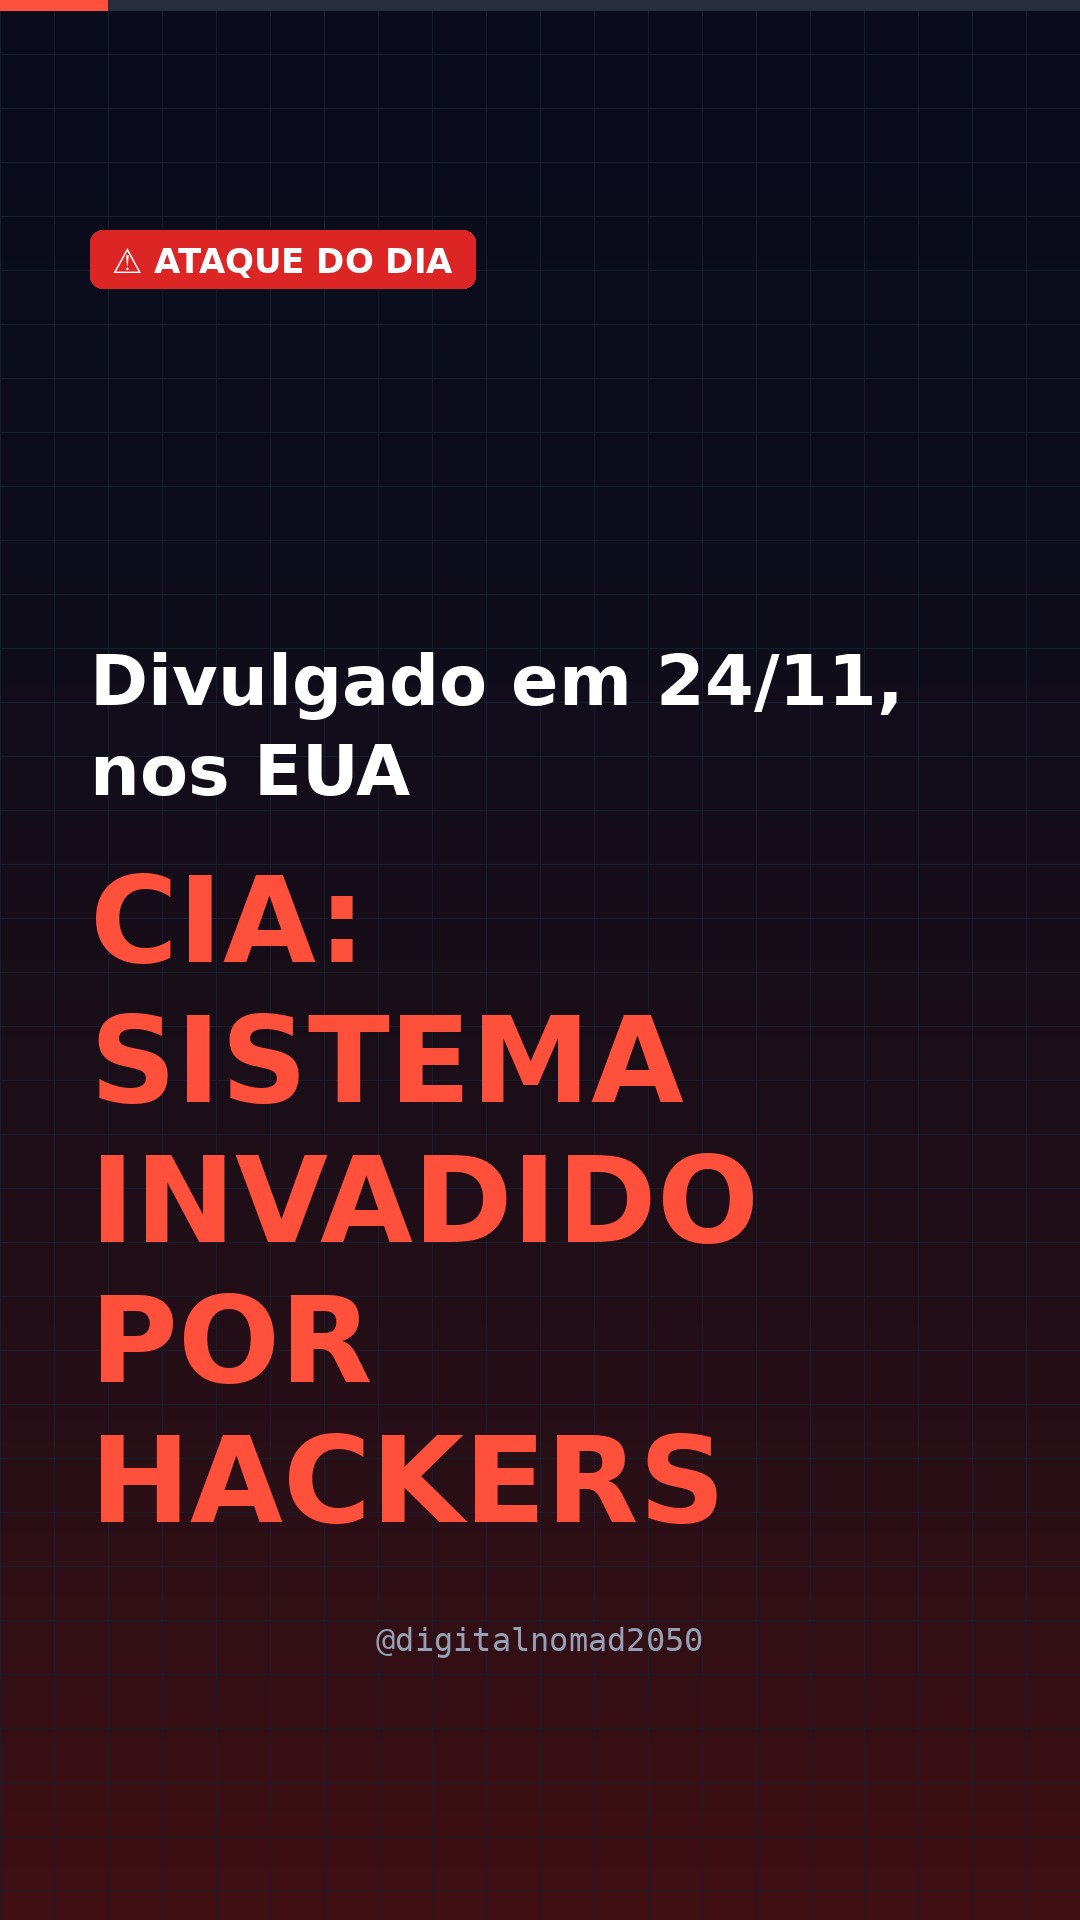 ⚠ ATAQUE DO DIA
Divulgado em 24/11,
nos EUA
CIA:
SISTEMA
INVADIDO
POR
HACKERS
@digitalnomad2050